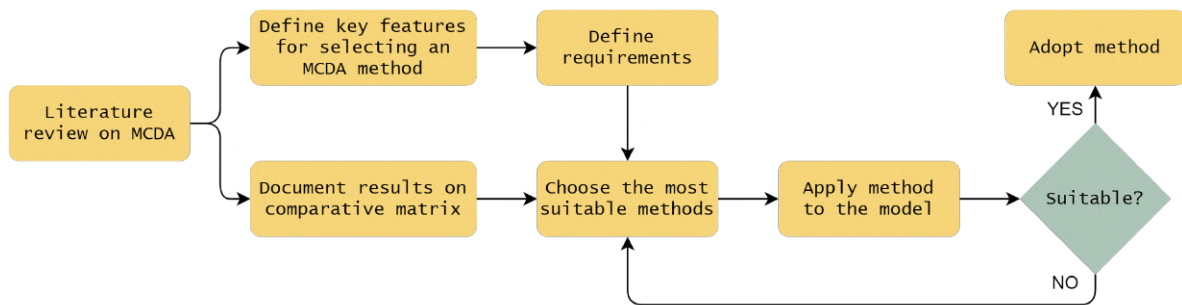 Literature
review on MCDA
Define key features
for selecting an
MCDA method
Define
requirements
Document results on
comparative matrix
Choose the most
suitable methods
Apply method
to the model
Suitable?
YES
Adopt method
NO